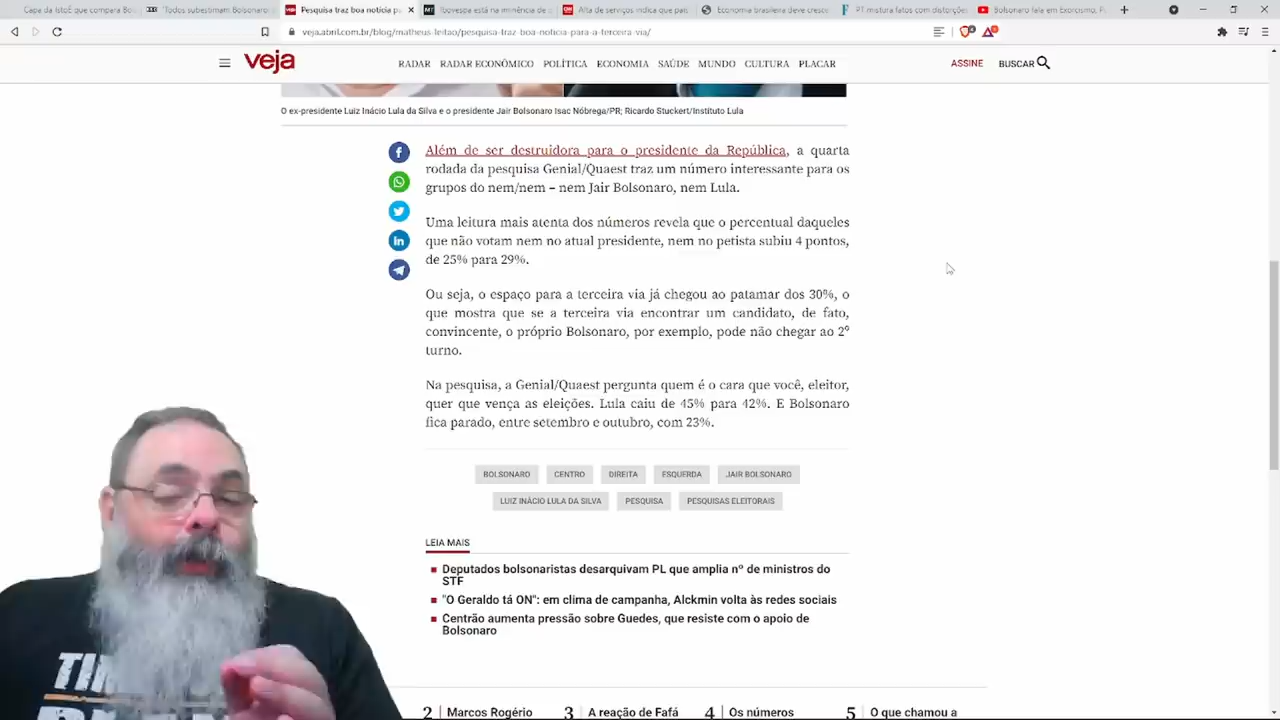 Capa da IstoÉ que compara Bol
'Todos subestimam Bolsonaro
Pesquisa traz boa notícia pa
Ibovespa está na iminência de
Alta de serviços indica que paí
Economia brasileira deve cresc
PT mistura fatos com distorçõe
Bolsonaro fala em Exorcismo, P
veja.abril.com.br/blog/matheus-leitao/pesquisa-traz-boa-noticia-para-a-terceira-via/
veja
RADAR RADAR ECONÔMICO POLÍTICA ECONOMIA SAÚDE MUNDO CULTURA PLACAR
ASSINE
BUSCAR
O ex-presidente Luiz Inácio Lula da Silva e o presidente Jair Bolsonaro Isac Nóbrega/PR; Ricardo Stuckert/Instituto Lula
Além de ser destruidora para o presidente da República, a quarta
rodada da pesquisa Genial/Quaest traz um número interessante para os
grupos do nem/nem – nem Jair Bolsonaro, nem Lula.
Uma leitura mais atenta dos números revela que o percentual daqueles
que não votam nem no atual presidente, nem no petista subiu 4 pontos,
de 25% para 29%.
Ou seja, o espaço para a terceira via já chegou ao patamar dos 30%, o
que mostra que se a terceira via encontrar um candidato, de fato,
convincente, o próprio Bolsonaro, por exemplo, pode não chegar ao 2º
turno.
Na pesquisa, a Genial/Quaest pergunta quem é o cara que você, eleitor,
quer que vença as eleições. Lula caiu de 45% para 42%. E Bolsonaro
fica parado, entre setembro e outubro, com 23%.
BOLSONARO CENTRO DIREITA ESQUERDA JAIR BOLSONARO
LUIZ INÁCIO LULA DA SILVA PESQUISA PESQUISAS ELEITORAIS
LEIA MAIS
Deputados bolsonaristas desarquivam PL que amplia nº de ministros do
STF
"O Geraldo tá ON": em clima de campanha, Alckmin volta às redes sociais
Centrão aumenta pressão sobre Guedes, que resiste com o apoio de
Bolsonaro
2 Marcos Rogério
3 A reação de Fafá
4 Os números
5 O que chamou a